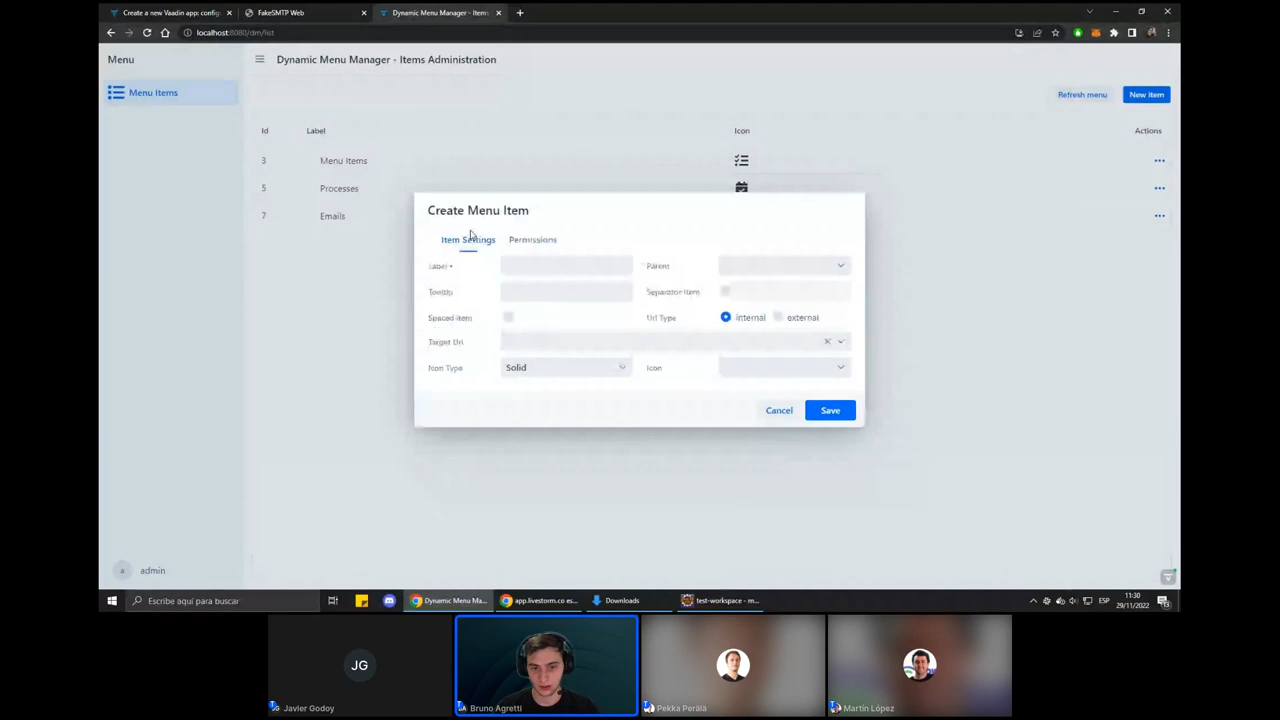 Create a new Vaadin app: config
FakeSMTP Web
Dynamic Menu Manager - Items
localhost:8080/dm/list
Menu
Dynamic Menu Manager - Items Administration
Menu Items
Refresh menu
New item
Id
Label
Icon
Actions
3
Menu Items
5
Processes
7
Emails
Create Menu Item
Item Settings
Permissions
Label
Parent
Tooltip
Separator Item
Spaced item
Url Type
internal
external
Target Url
Icon Type
Solid
Icon
Cancel
Save
a
admin
Escribe aquí para buscar
Dynamic Menu Ma...
app.livestorm.co es...
Downloads
test-workspace - m...
ESP
11:30
29/11/2022
JG
Javier Godoy
Bruno Agretti
Pekka Perälä
Martín López